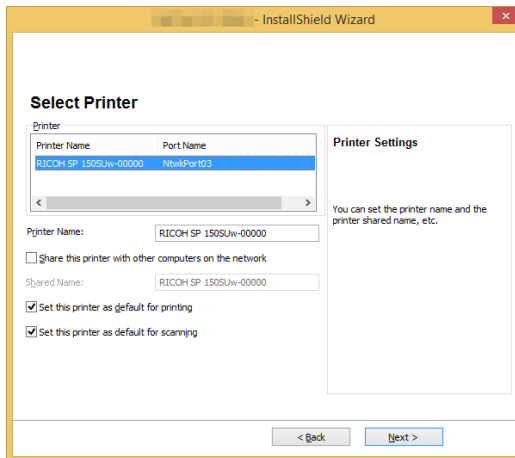 - InstallShield Wizard
Select Printer
Printer
Printer Name Port Name
RICOH SP 150SUw-00000 NtwkPort03
Printer Settings
You can set the printer name and the
printer shared name, etc.
Printer Name: RICOH SP 150SUw-00000
Share this printer with other computers on the network
Shared Name: RICOH SP 150SUw-00000
Set this printer as default for printing
Set this printer as default for scanning
< Back Next >